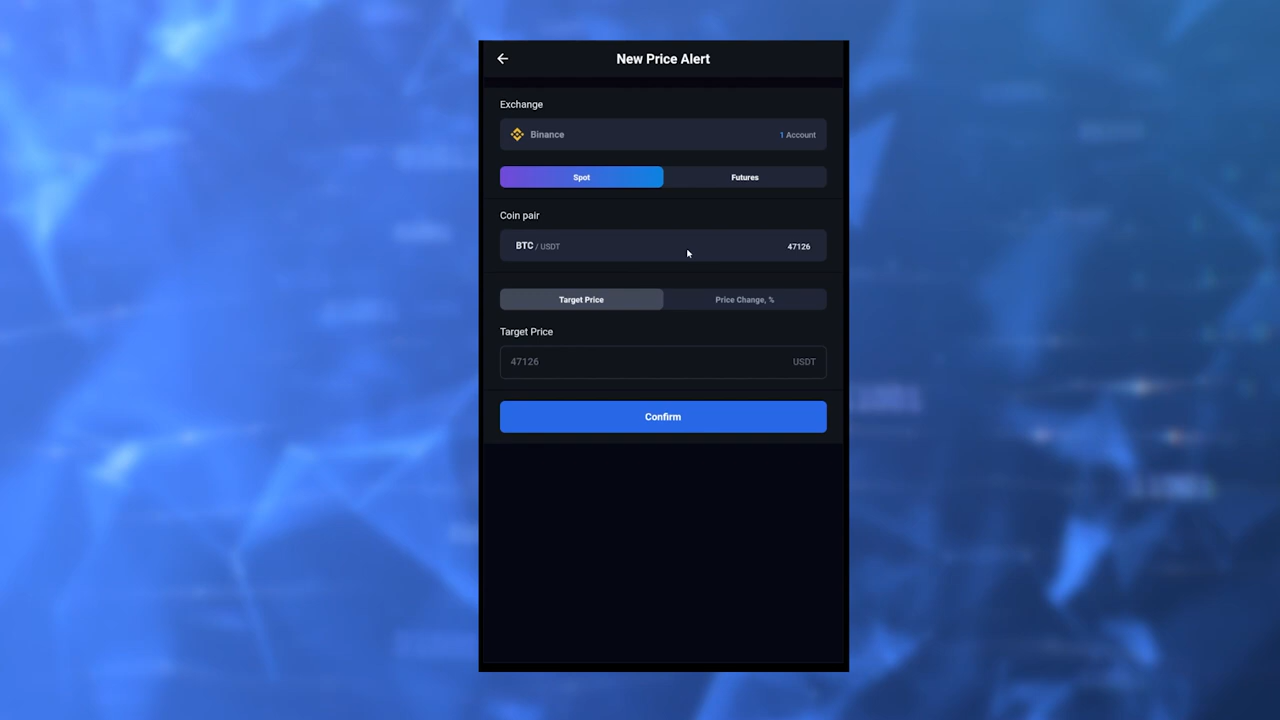 New Price Alert
Exchange
Binance 1 Account
Spot Futures
Coin pair
BTC / USDT 47126
Target Price Price Change, %
Target Price
47126 USDT
Confirm